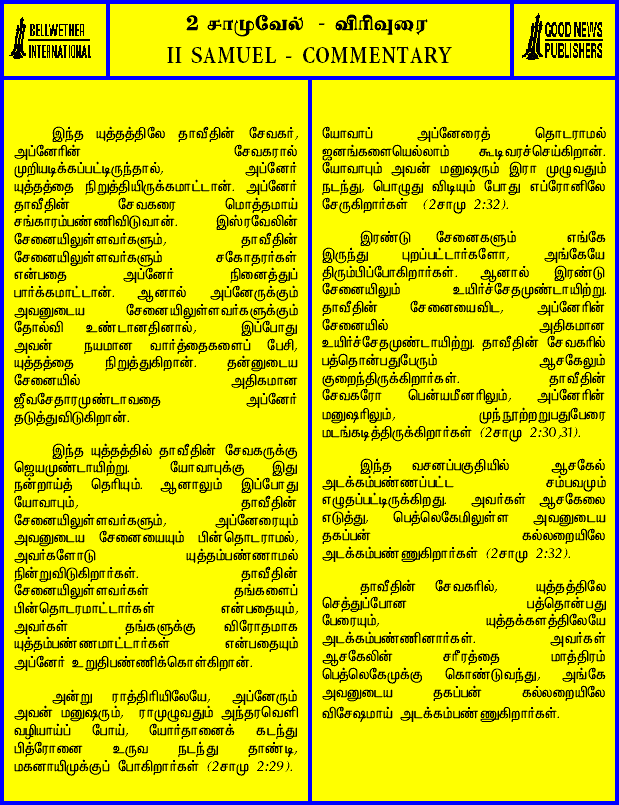 BELLWETHER
INTERNATIONAL
2 சாமுவேல் - விரிவுரை
II SAMUEL - COMMENTARY
GOOD NEWS
PUBLISHERS
இந்த யுத்தத்திலே தாவீதின் சேவகர்,
அப்னேரின் சேவகரால்
முறியடிக்கப்பட்டிருந்தால், அப்னேர்
யுத்தத்தை நிறுத்தியிருக்கமாட்டான். அப்னேர்
தாவீதின் சேவகரை மொத்தமாய்
சங்காரம்பண்ணிவிடுவான். இஸ்ரவேலின்
சேனையிலுள்ளவர்களும், தாவீதின்
சேனையிலுள்ளவர்களும் சகோதரர்கள்
என்பதை அப்னேர் நினைத்துப்
பார்க்கமாட்டான். ஆனால் அப்னேருக்கும்
அவனுடைய சேனையிலுள்ளவர்களுக்கும்
தோல்வி உண்டானதினால், இப்போது
அவன் நயமான வார்த்தைகளைப் பேசி,
யுத்தத்தை நிறுத்துகிறான். தன்னுடைய
சேனையில் அதிகமான
ஜீவசேதாரமுண்டாவதை அப்னேர்
தடுத்துவிடுகிறான்.
இந்த யுத்தத்தில் தாவீதின் சேவகருக்கு
ஜெயமுண்டாயிற்று. யோவாபுக்கு இது
நன்றாய்த் தெரியும். ஆனாலும் இப்போது
யோவாபும், தாவீதின்
சேனையிலுள்ளவர்களும், அப்னேரையும்
அவனுடைய சேனையையும் பின்தொடராமல்,
அவர்களோடு யுத்தம்பண்ணாமல்
நின்றுவிடுகிறார்கள். தாவீதின்
சேனையிலுள்ளவர்கள் தங்களைப்
பின்தொடரமாட்டார்கள் என்பதையும்,
அவர்கள் தங்களுக்கு விரோதமாக
யுத்தம்பண்ணமாட்டார்கள் என்பதையும்
அப்னேர் உறுதிபண்ணிக்கொள்கிறான்.
அன்று ராத்திரியிலேயே, அப்னேரும்
அவன் மனுஷரும், ராமுழுவதும் அந்தரவெளி
வழியாய்ப் போய், யோர்தானைக் கடந்து
பித்ரோனை உருவ நடந்து தாண்டி,
மகனாயிமுக்குப் போகிறார்கள் (2சாமு 2:29).
யோவாப் அப்னேரைத் தொடராமல்
ஜனங்களையெல்லாம் கூடிவரச்செய்கிறான்.
யோவாபும் அவன் மனுஷரும் இரா முழுவதும்
நடந்து, பொழுது விடியும் போது எப்ரோனிலே
சேருகிறார்கள் (2சாமு 2:32).
இரண்டு சேனைகளும் எங்கே
இருந்து புறப்பட்டார்களோ, அங்கேயே
திரும்பிப்போகிறார்கள். ஆனால் இரண்டு
சேனையிலும் உயிர்ச்சேதமுண்டாயிற்று.
தாவீதின் சேனையைவிட, அப்னேரின்
சேனையில் அதிகமான
உயிர்ச்சேதமுண்டாயிற்று. தாவீதின் சேவகரில்
பத்தொன்பதுபேரும் ஆசகேலும்
குறைந்திருக்கிறார்கள். தாவீதின்
சேவகரோ பென்யமீனரிலும், அப்னேரின்
மனுஷரிலும், முந்நூற்றறுபதுபேரை
மடங்கடித்திருக்கிறார்கள் (2சாமு 2:30,31).
இந்த வசனப்பகுதியில் ஆசகேல்
அடக்கம்பண்ணப்பட்ட சம்பவமும்
எழுதப்பட்டிருக்கிறது. அவர்கள் ஆசகேலை
எடுத்து, பெத்லெகேமிலுள்ள அவனுடைய
தகப்பன் கல்லறையிலே
அடக்கம்பண்ணுகிறார்கள் (2சாமு 2:32).
தாவீதின் சேவகரில், யுத்தத்திலே
செத்துப்போன பத்தொன்பது
பேரையும், யுத்தக்களத்திலேயே
அடக்கம்பண்ணினார்கள். அவர்கள்
ஆசகேலின் சரீரத்தை மாத்திரம்
பெத்லெகேமுக்கு கொண்டுவந்து, அங்கே
அவனுடைய தகப்பன் கல்லறையிலே
விசேஷமாய் அடக்கம்பண்ணுகிறார்கள்.